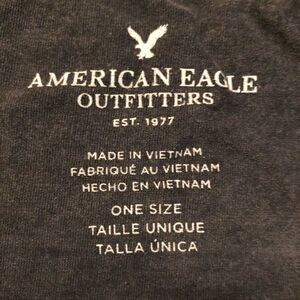 AMERICAN EAGLE
OUTFITTERS
EST. 1977
MADE IN VIETNAM
FABRIQUÉ AU VIETNAM
HECHO EN VIETNAM
ONE SIZE
TAILLE UNIQUE
TALLA ÚNICA